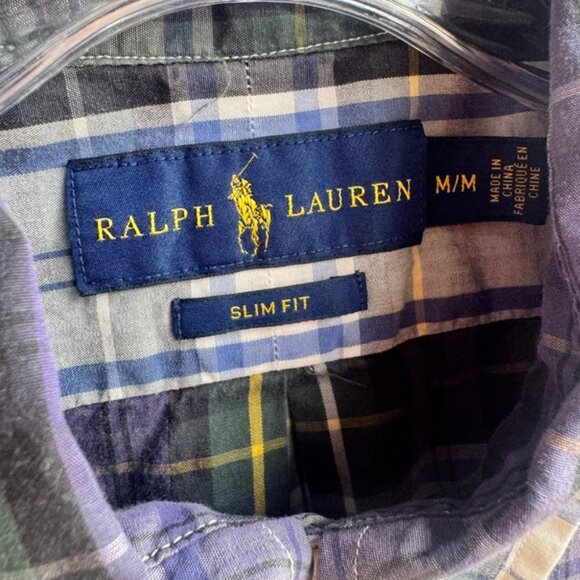 RALPH LAUREN
M/M
MADE IN
CHINA
FABRIQUÉ EN
CHINE
SLIM FIT